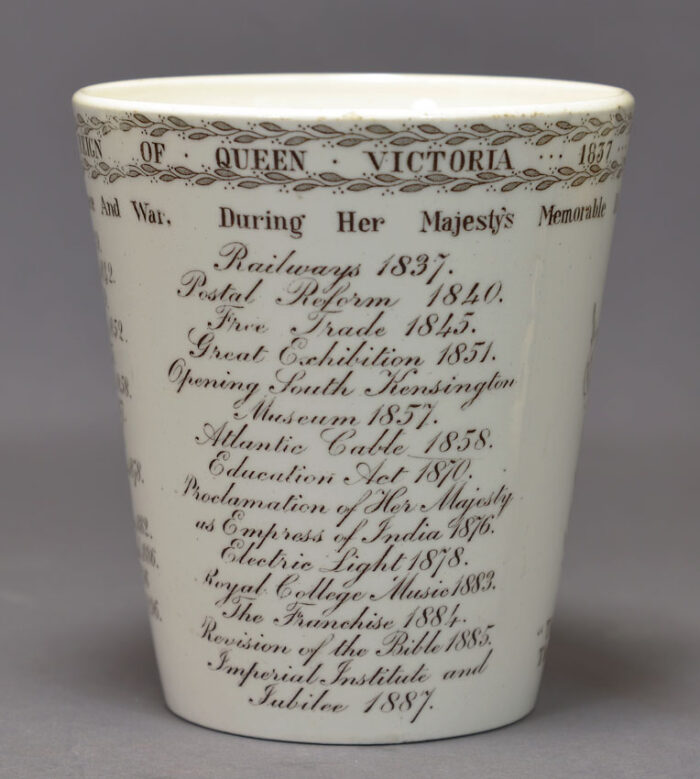 OF · QUEEN · VICTORIA ··· 1837 ··
And War. During Her Majesty's Memorable
Railways 1837.
Postal Reform 1840.
Free Trade 1845.
Great Exhibition 1851.
Opening South Kensington
Museum 1857.
Atlantic Cable 1858.
Education Act 1870.
Proclamation of Her Majesty
as Empress of India 1876.
Electric Light 1878.
Royal College Music 1883.
The Franchise 1884.
Revision of the Bible 1885.
Imperial Institute and
Jubilee 1887.